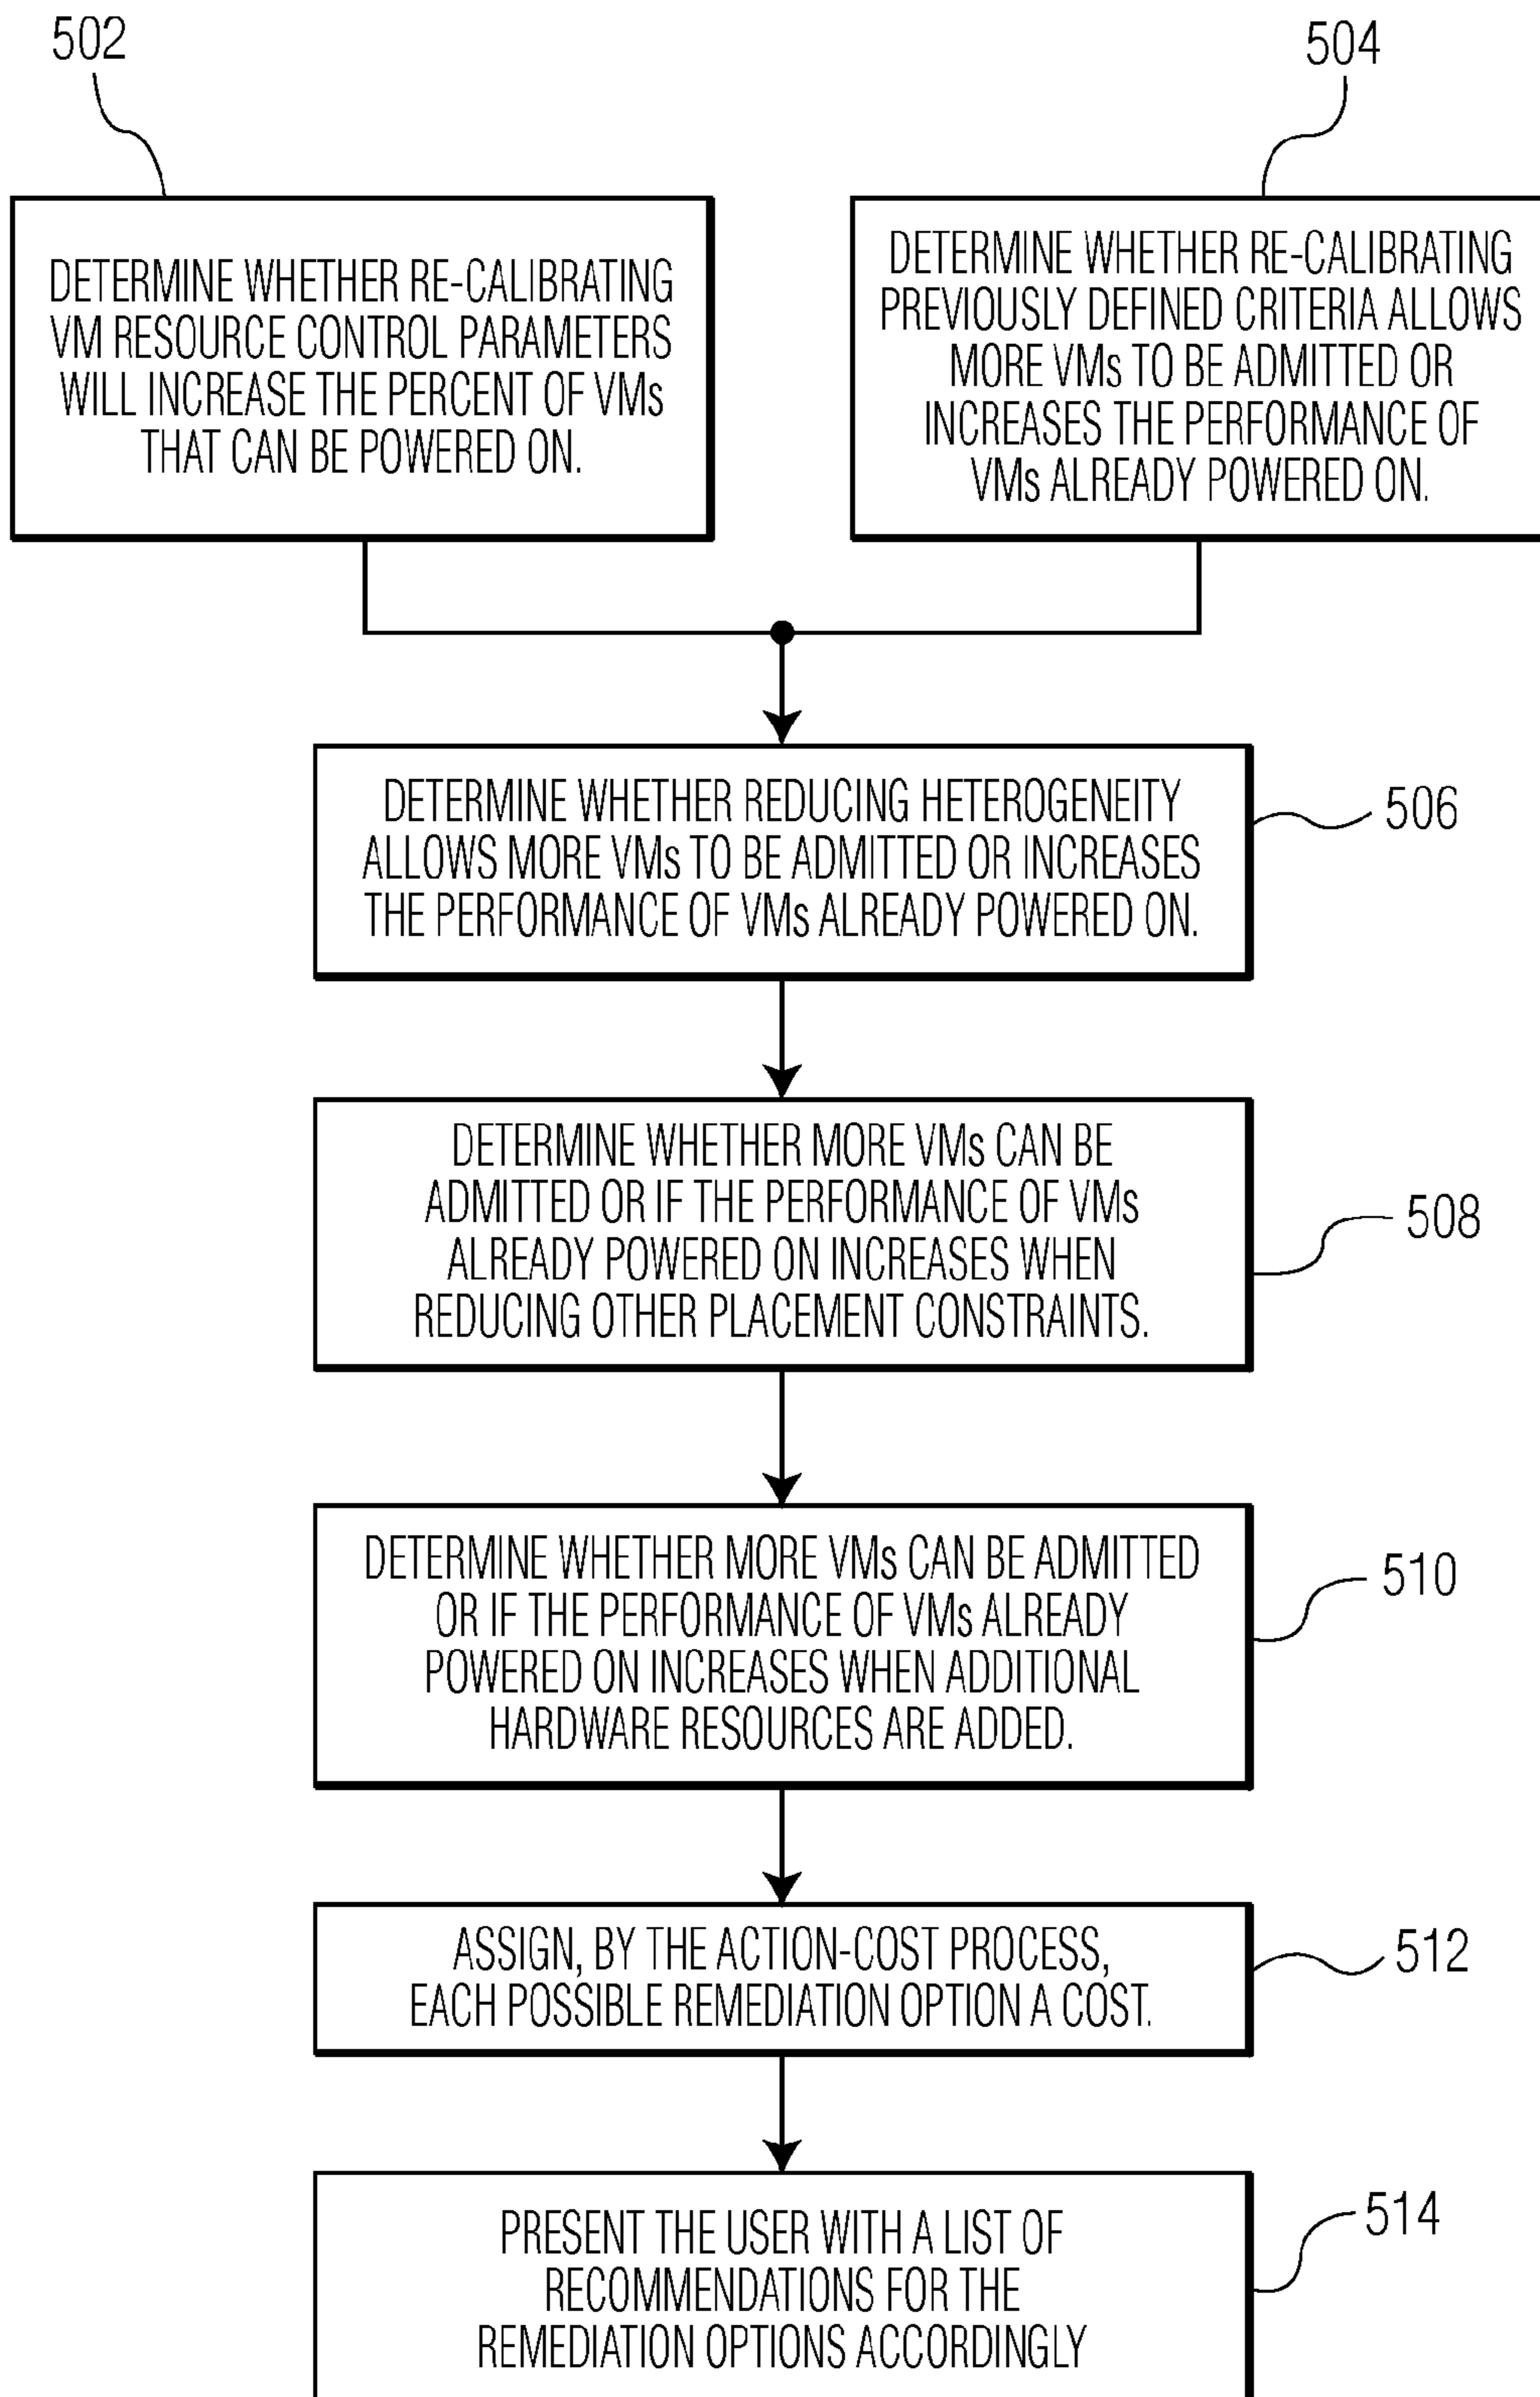 502
504
DETERMINE WHETHER RE-CALIBRATING
VM RESOURCE CONTROL PARAMETERS
WILL INCREASE THE PERCENT OF VMs
THAT CAN BE POWERED ON.
DETERMINE WHETHER RE-CALIBRATING
PREVIOUSLY DEFINED CRITERIA ALLOWS
MORE VMs TO BE ADMITTED OR
INCREASES THE PERFORMANCE OF
VMs ALREADY POWERED ON.
DETERMINE WHETHER REDUCING HETEROGENEITY
ALLOWS MORE VMs TO BE ADMITTED OR INCREASES
THE PERFORMANCE OF VMs ALREADY POWERED ON.
506
DETERMINE WHETHER MORE VMs CAN BE
ADMITTED OR IF THE PERFORMANCE OF VMs
ALREADY POWERED ON INCREASES WHEN
REDUCING OTHER PLACEMENT CONSTRAINTS.
508
DETERMINE WHETHER MORE VMs CAN BE ADMITTED
OR IF THE PERFORMANCE OF VMs ALREADY
POWERED ON INCREASES WHEN ADDITIONAL
HARDWARE RESOURCES ARE ADDED.
510
ASSIGN, BY THE ACTION-COST PROCESS,
EACH POSSIBLE REMEDIATION OPTION A COST.
512
PRESENT THE USER WITH A LIST OF
RECOMMENDATIONS FOR THE
REMEDIATION OPTIONS ACCORDINGLY
514